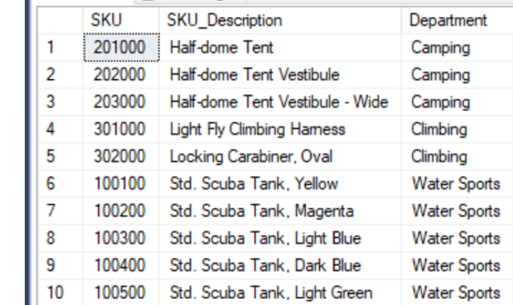 SKU SKU_Description Department
1 201000 Half-dome Tent Camping
2 202000 Half-dome Tent Vestibule Camping
3 203000 Half-dome Tent Vestibule - Wide Camping
4 301000 Light Fly Climbing Harness Climbing
5 302000 Locking Carabiner, Oval Climbing
6 100100 Std. Scuba Tank, Yellow Water Sports
7 100200 Std. Scuba Tank, Magenta Water Sports
8 100300 Std. Scuba Tank, Light Blue Water Sports
9 100400 Std. Scuba Tank, Dark Blue Water Sports
10 100500 Std. Scuba Tank, Light Green Water Sports